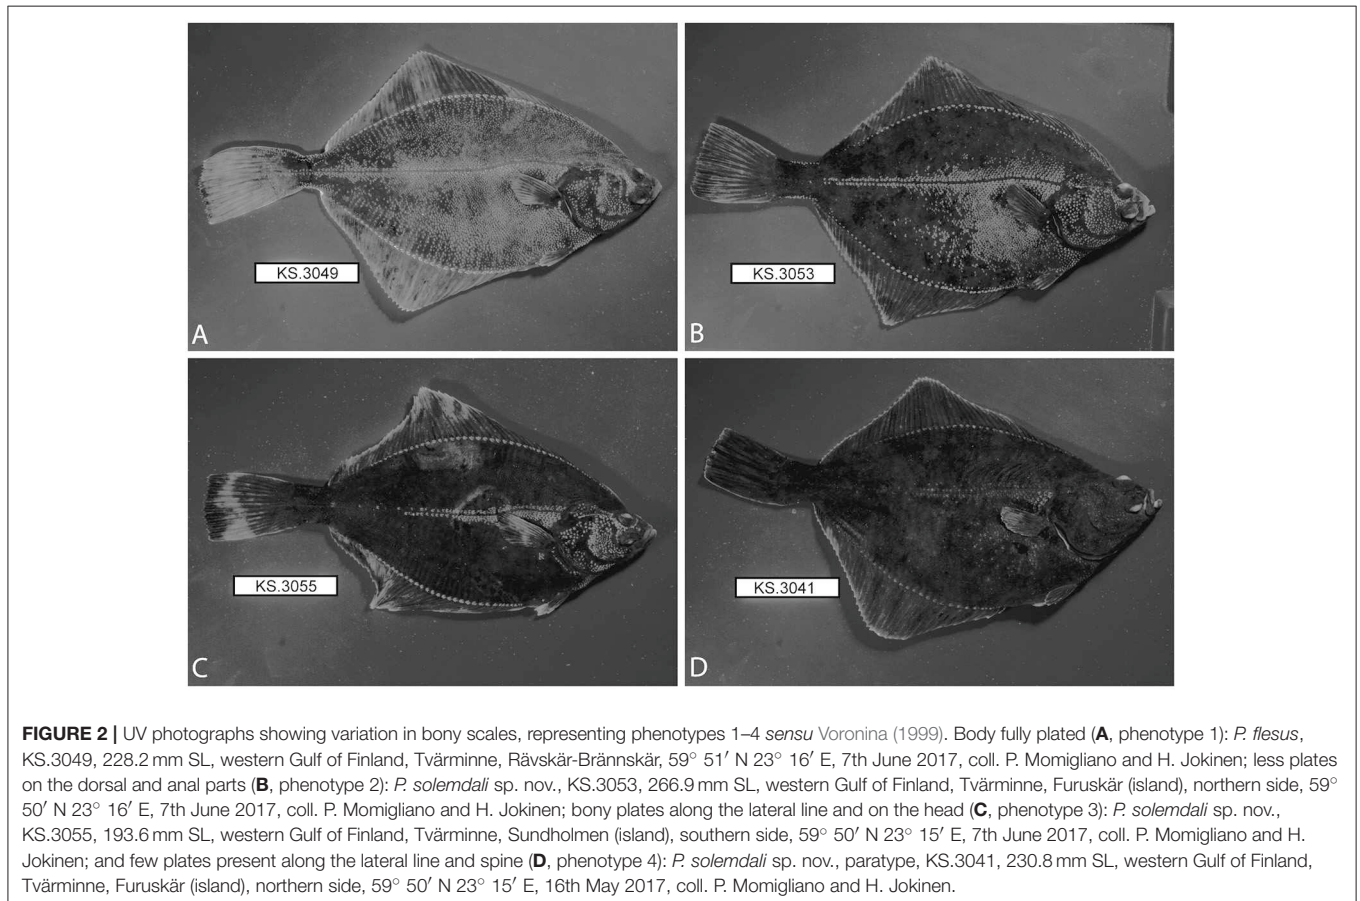 KS.3049
A
KS.3053
B
KS.3055
C
KS.3041
D
FIGURE 2 | UV photographs showing variation in bony scales, representing phenotypes 1–4 sensu Voronina (1999). Body fully plated (A, phenotype 1): P. flesus,
KS.3049, 228.2 mm SL, western Gulf of Finland, Tvärminne, Rävskär-Brännskär, 59° 51′ N 23° 16′ E, 7th June 2017, coll. P. Momigliano and H. Jokinen; less plates
on the dorsal and anal parts (B, phenotype 2): P. solemdali sp. nov., KS.3053, 266.9 mm SL, western Gulf of Finland, Tvärminne, Furuskär (island), northern side, 59°
50′ N 23° 16′ E, 7th June 2017, coll. P. Momigliano and H. Jokinen; bony plates along the lateral line and on the head (C, phenotype 3): P. solemdali sp. nov.,
KS.3055, 193.6 mm SL, western Gulf of Finland, Tvärminne, Sundholmen (island), southern side, 59° 50′ N 23° 15′ E, 7th June 2017, coll. P. Momigliano and H.
Jokinen; and few plates present along the lateral line and spine (D, phenotype 4): P. solemdali sp. nov., paratype, KS.3041, 230.8 mm SL, western Gulf of Finland,
Tvärminne, Furuskär (island), northern side, 59° 50′ N 23° 15′ E, 16th May 2017, coll. P. Momigliano and H. Jokinen.